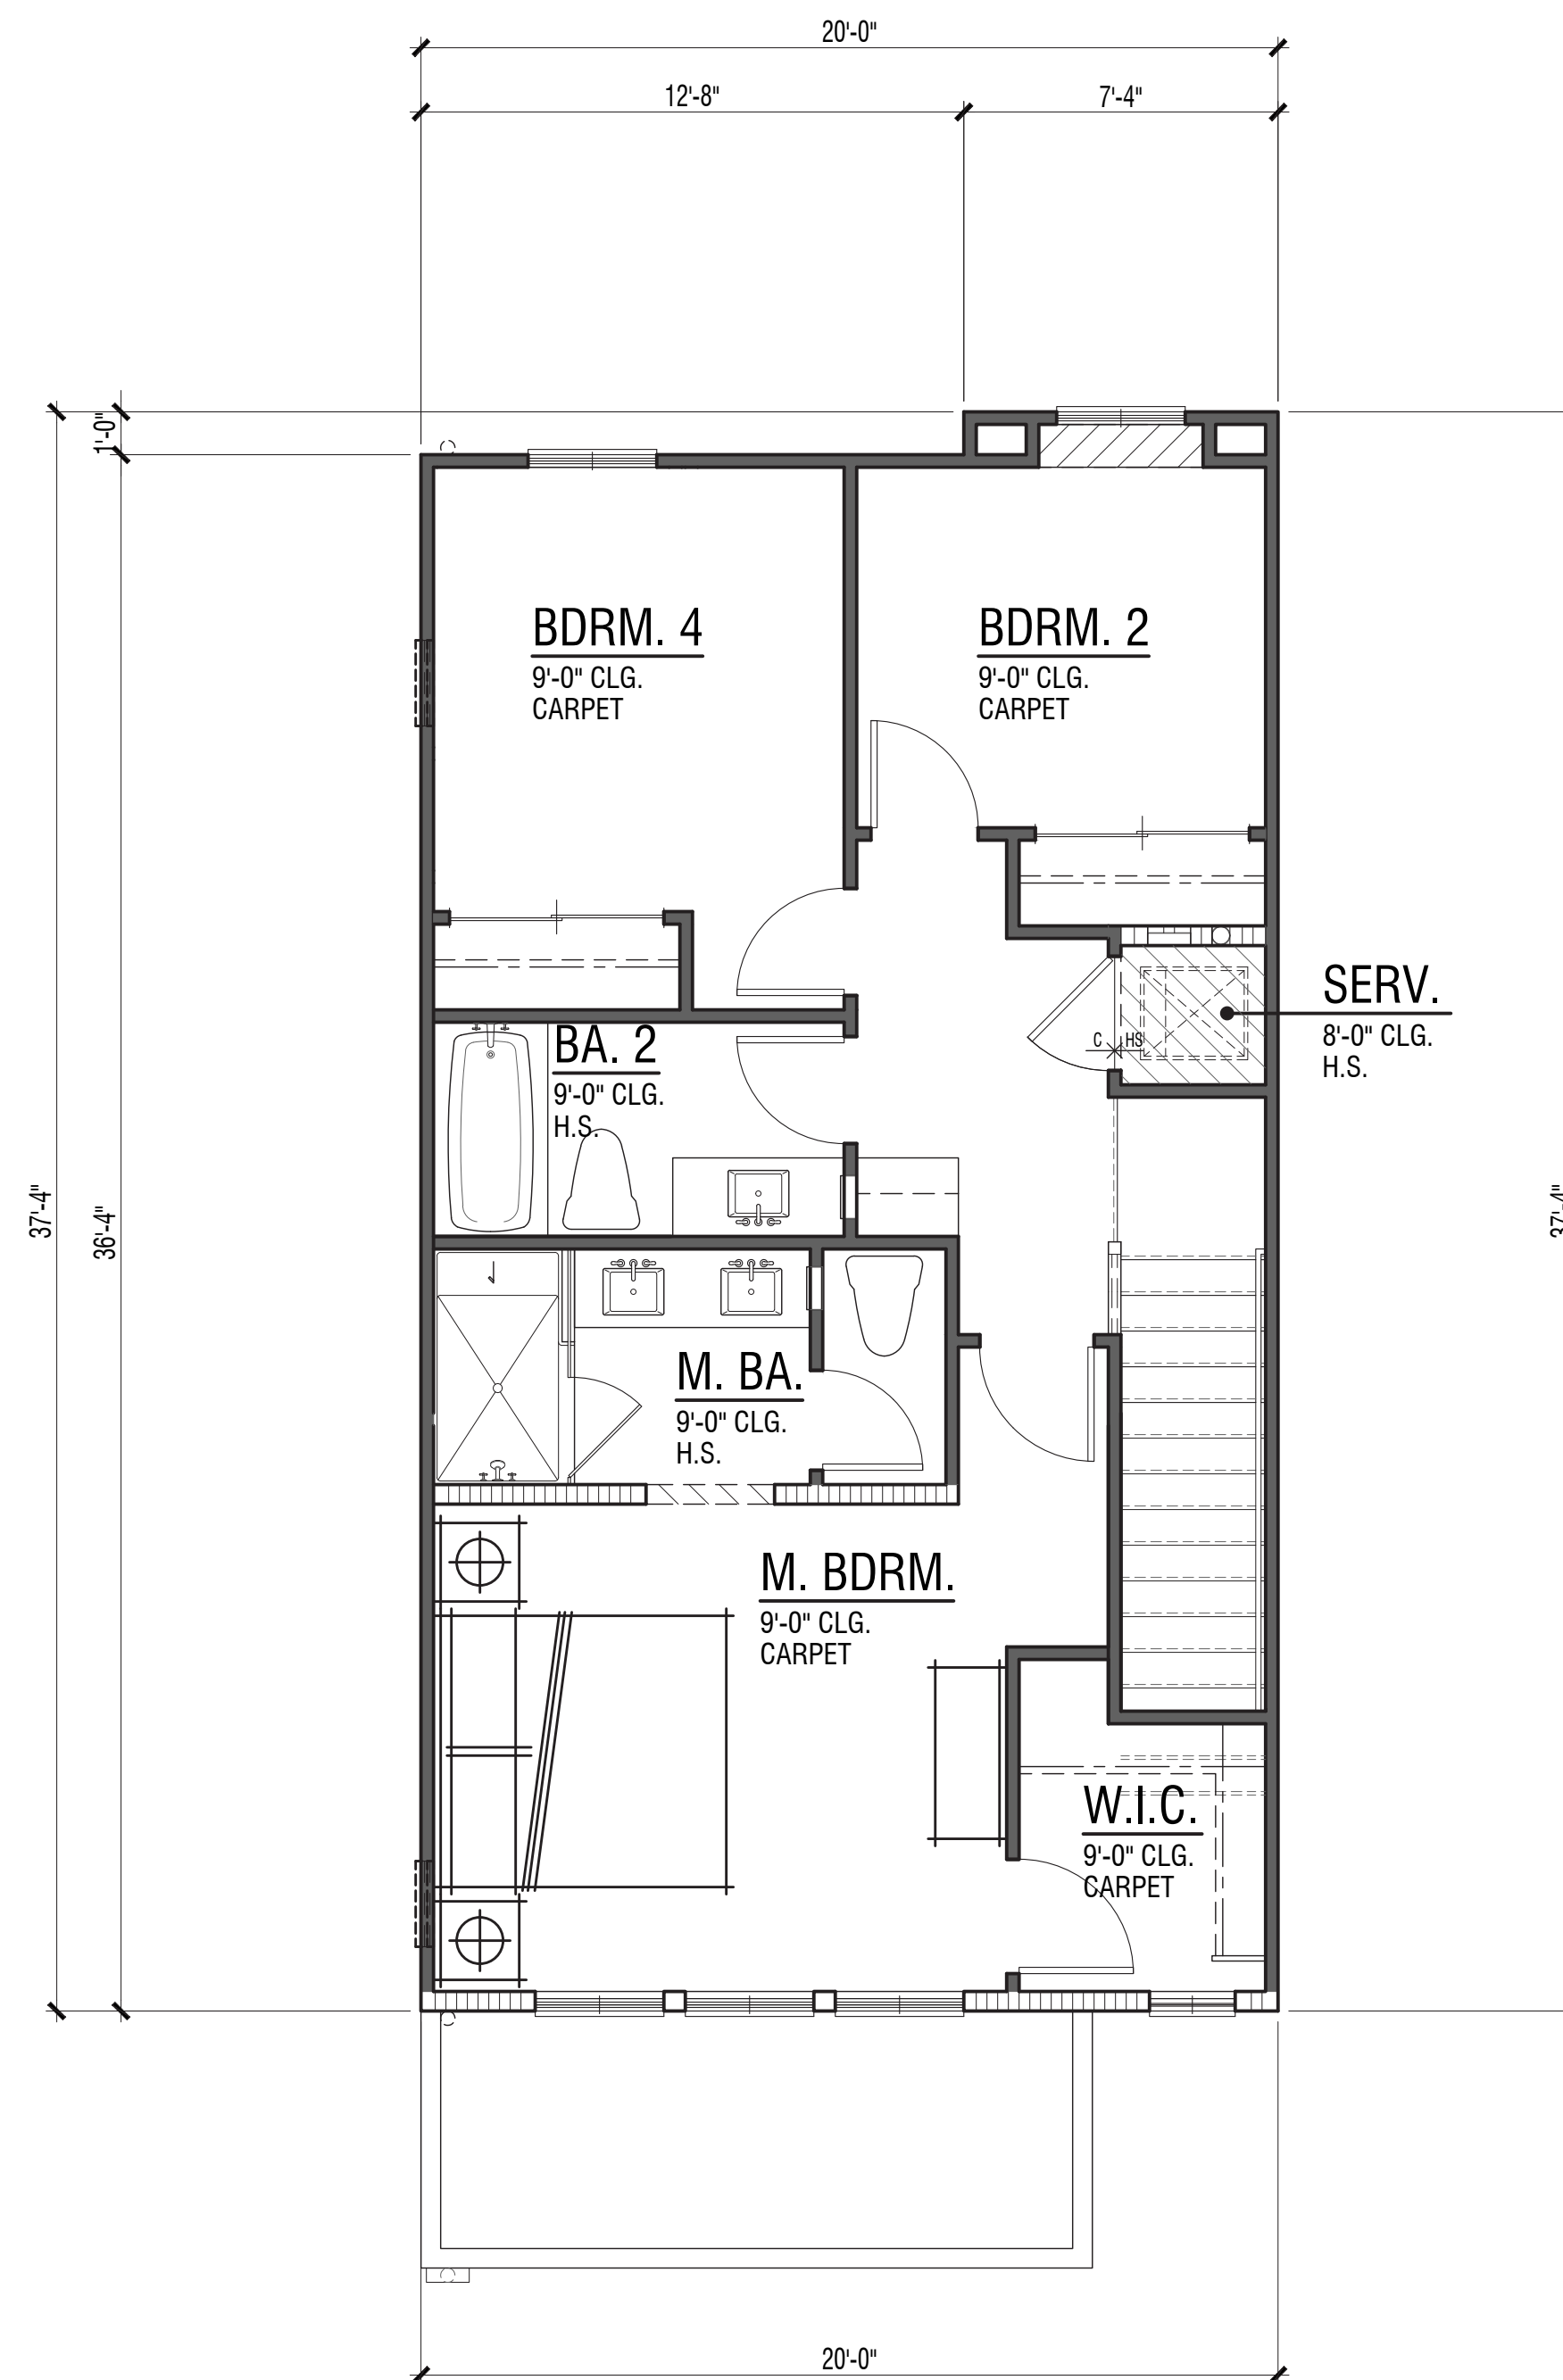 20'-0"
12'-8"
7'-4"
1'-0"
37'-4"
36'-4"
37'-4"
BDRM. 4
9'-0" CLG.
CARPET
BDRM. 2
9'-0" CLG.
CARPET
SERV.
8'-0" CLG.
H.S.
C HS
BA. 2
9'-0" CLG.
H.S.
M. BA.
9'-0" CLG.
H.S.
M. BDRM.
9'-0" CLG.
CARPET
W.I.C.
9'-0" CLG.
CARPET
20'-0"